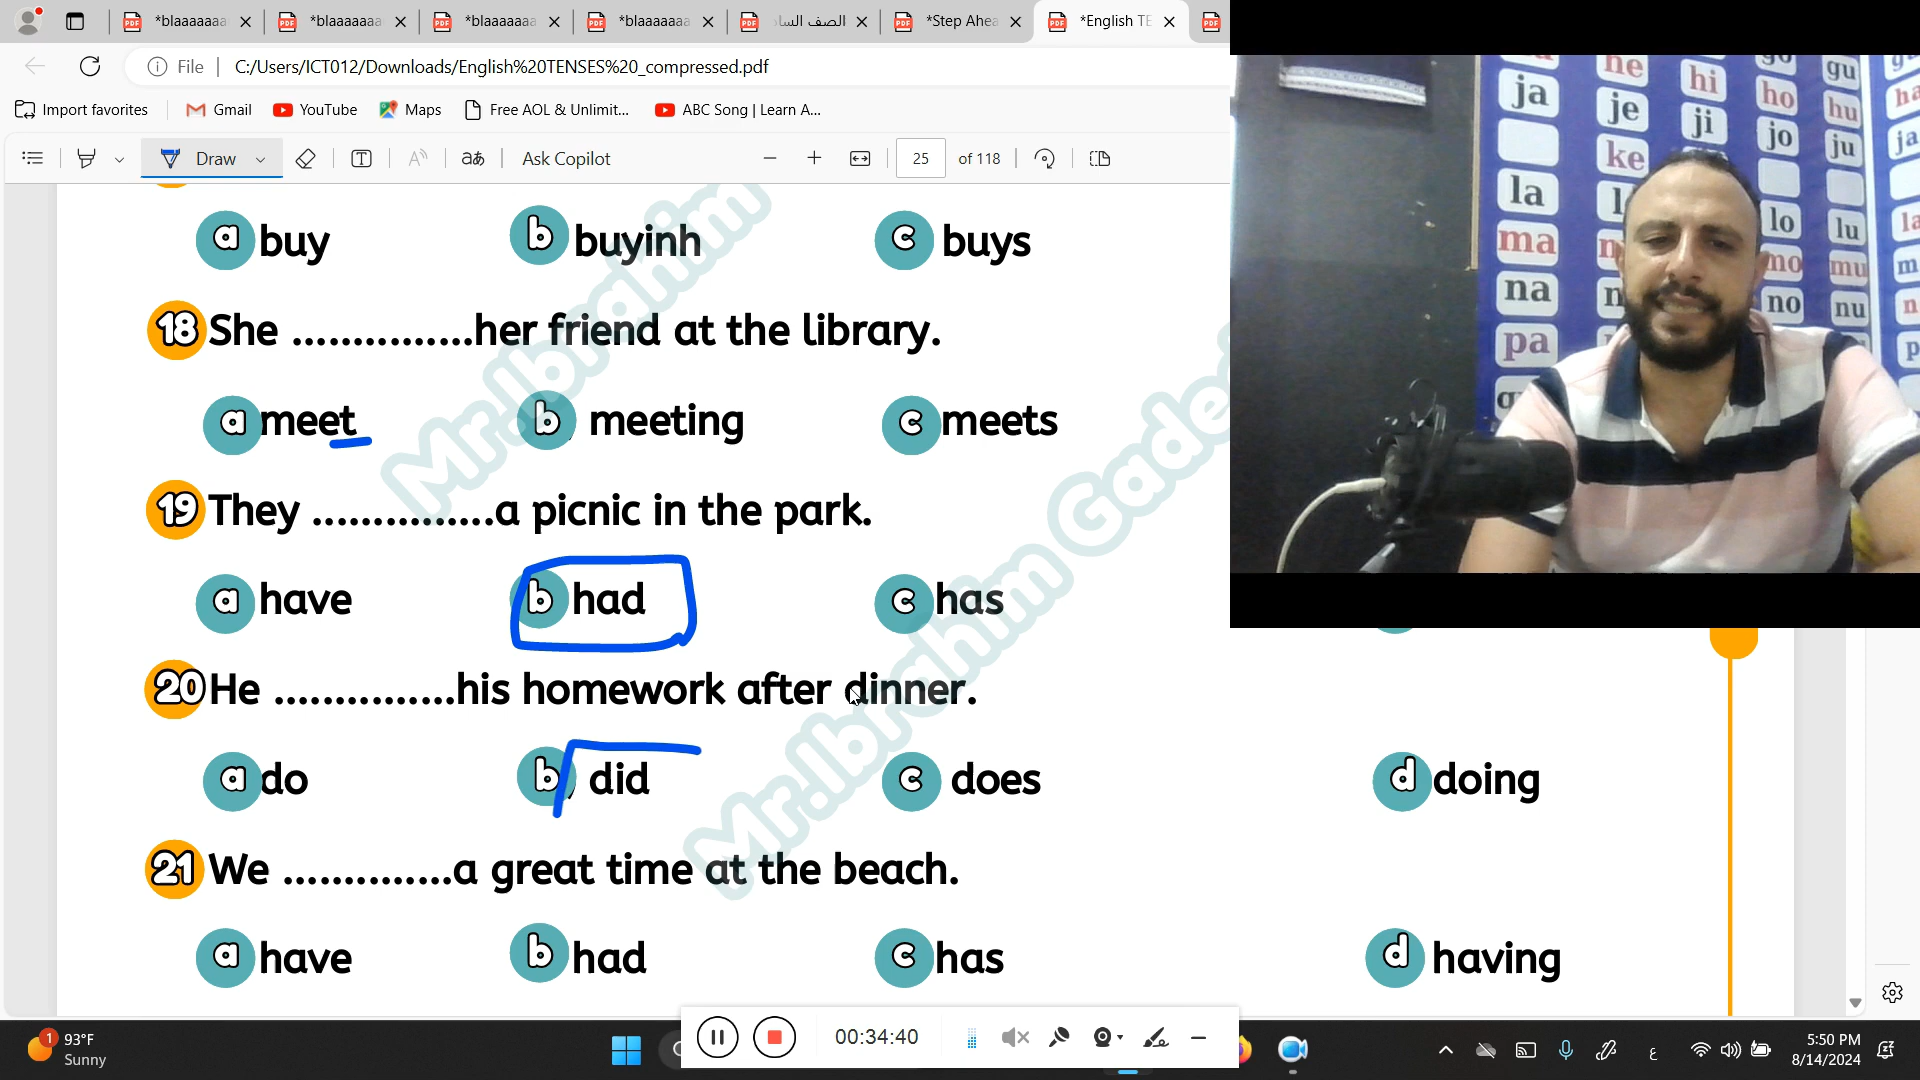 *blaaaaaaa
*blaaaaaaa
*blaaaaaaa
*blaaaaaaa
الصف السا
*Step Ahea
*English TE
File
C:/Users/ICT012/Downloads/English%20TENSES%20_compressed.pdf
Import favorites
Gmail
YouTube
Maps
Free AOL & Unlimit...
ABC Song | Learn A...
Draw
Ask Copilot
25 of 118
a buy
b buyinh
c buys
18 She ...............her friend at the library.
a meet
b meeting
c meets
19 They ...............a picnic in the park.
a have
b had
c has
20 He ...............his homework after dinner.
a do
b, did
c does
d doing
21 We ..............a great time at the beach.
a have
b had
c has
d having
Mr.Ibrahim
Mr.Ibrahim Gade
he
hi
go
gu
ja
je
ji
ho
hu
ha
jo
ju
ja
ke
la
lo
lu
la
ma
mo
mu
na
no
nu
pa
00:34:40
1
93°F
Sunny
ع
5:50 PM
8/14/2024